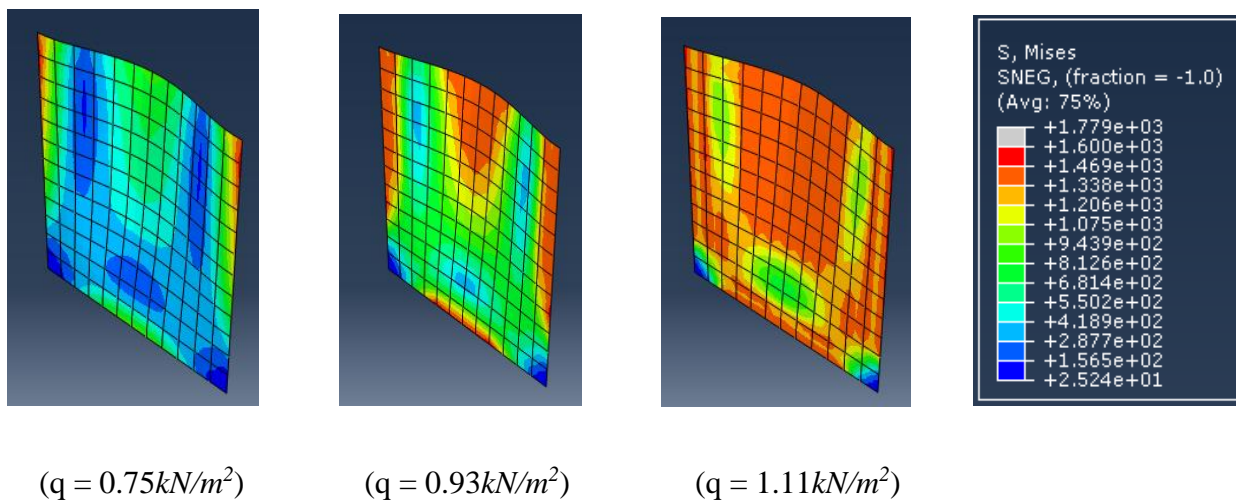 S, Mises
SNEG, (fraction = -1.0)
(Avg: 75%)
+1.779e+03
+1.600e+03
+1.469e+03
+1.338e+03
+1.206e+03
+1.075e+03
+9.439e+02
+8.126e+02
+6.814e+02
+5.502e+02
+4.189e+02
+2.877e+02
+1.565e+02
+2.524e+01
(q = 0.75kN/m²) (q = 0.93kN/m²) (q = 1.11kN/m²)